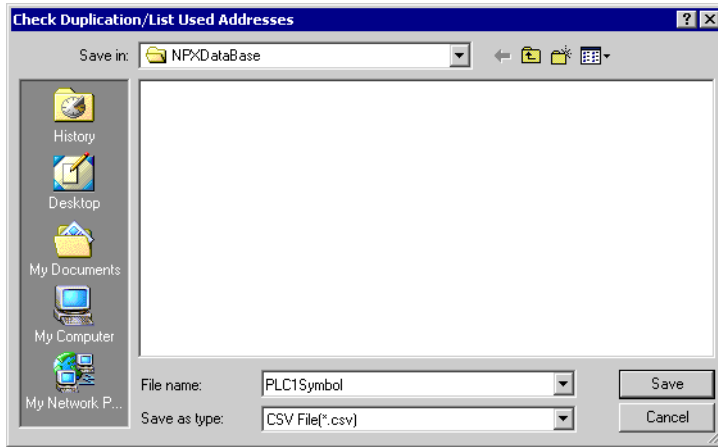 Check Duplication/List Used Addresses
Save in: NPXDataBase
History
Desktop
My Documents
My Computer
My Network P...
File name: PLC1Symbol Save
Save as type: CSV File(*.csv) Cancel